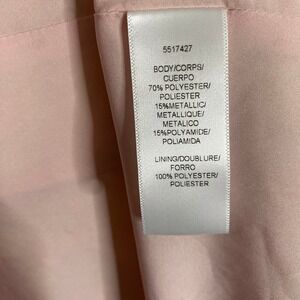 5517427
BODY/CORPS/
CUERPO
70% POLYESTER/
POLIESTER
15%METALLIC/
METALLIQUE/
METALICO
15%POLYAMIDE/
POLIAMIDA
LINING/DOUBLURE/
FORRO
100% POLYESTER/
POLIESTER